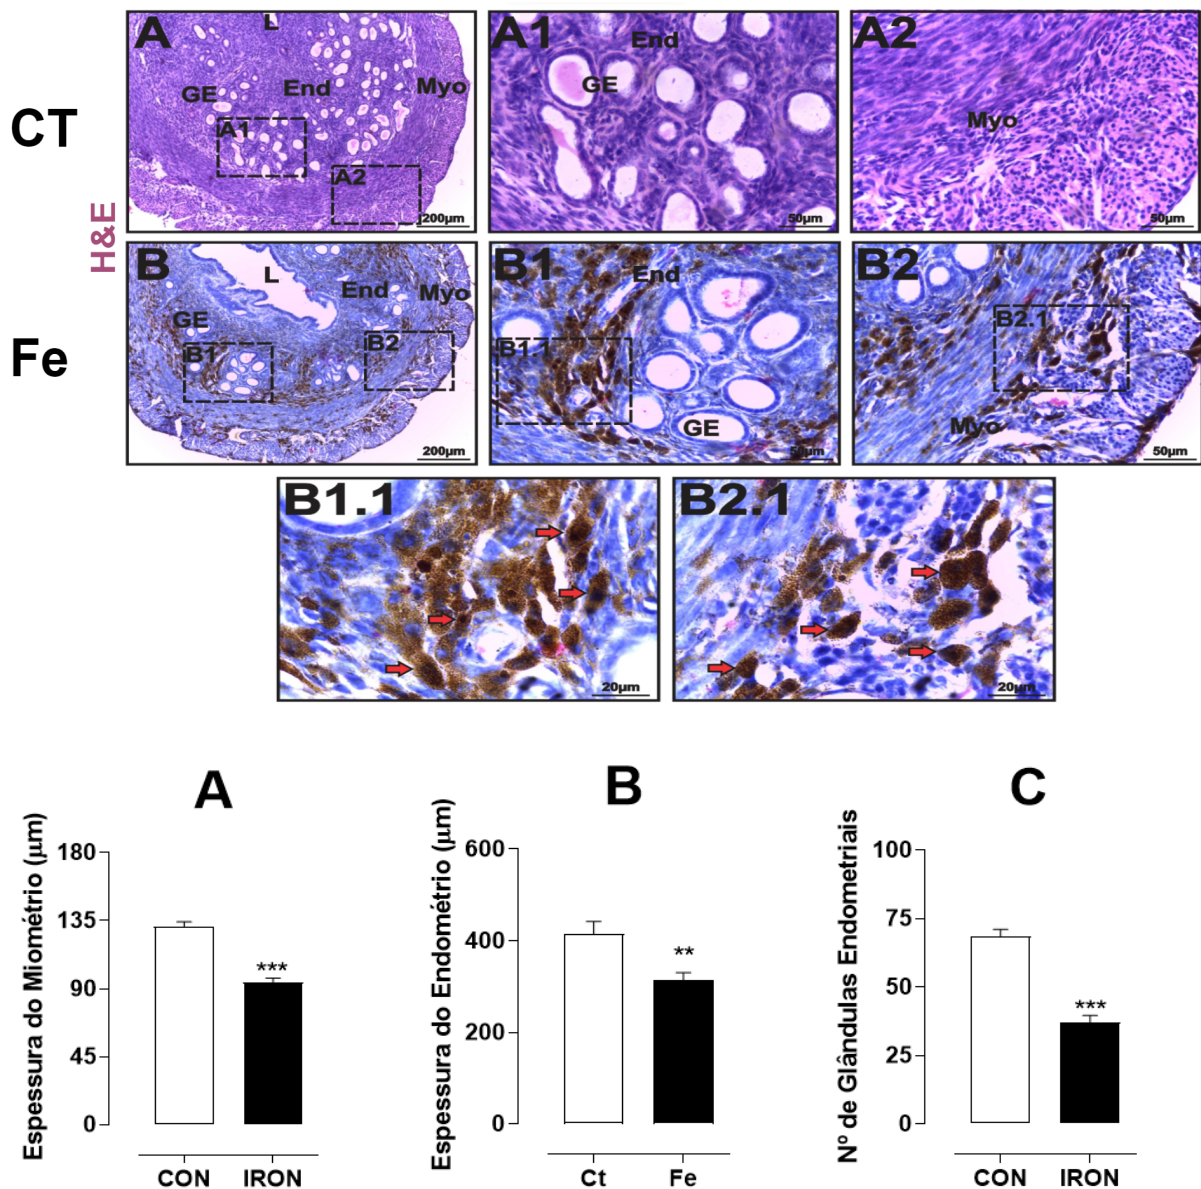 CT
H&E
A
L
GE
End
Myo
A1
A2
200µm
A1
End
GE
50µm
A2
Myo
50µm
Fe
B
L
End
Myo
GE
B1
B2
200µm
B1
End
B1.1
GE
50µm
B2
B2.1
Myo
50µm
B1.1
20µm
B2.1
20µm
A
Espessura do Miométrio (µm)
180
135
90
45
0
***
CON IRON
B
Espessura do Endométrio (µm)
600
400
200
0
**
Ct Fe
C
Nº de Glândulas Endometriais
100
75
50
25
0
***
CON IRON